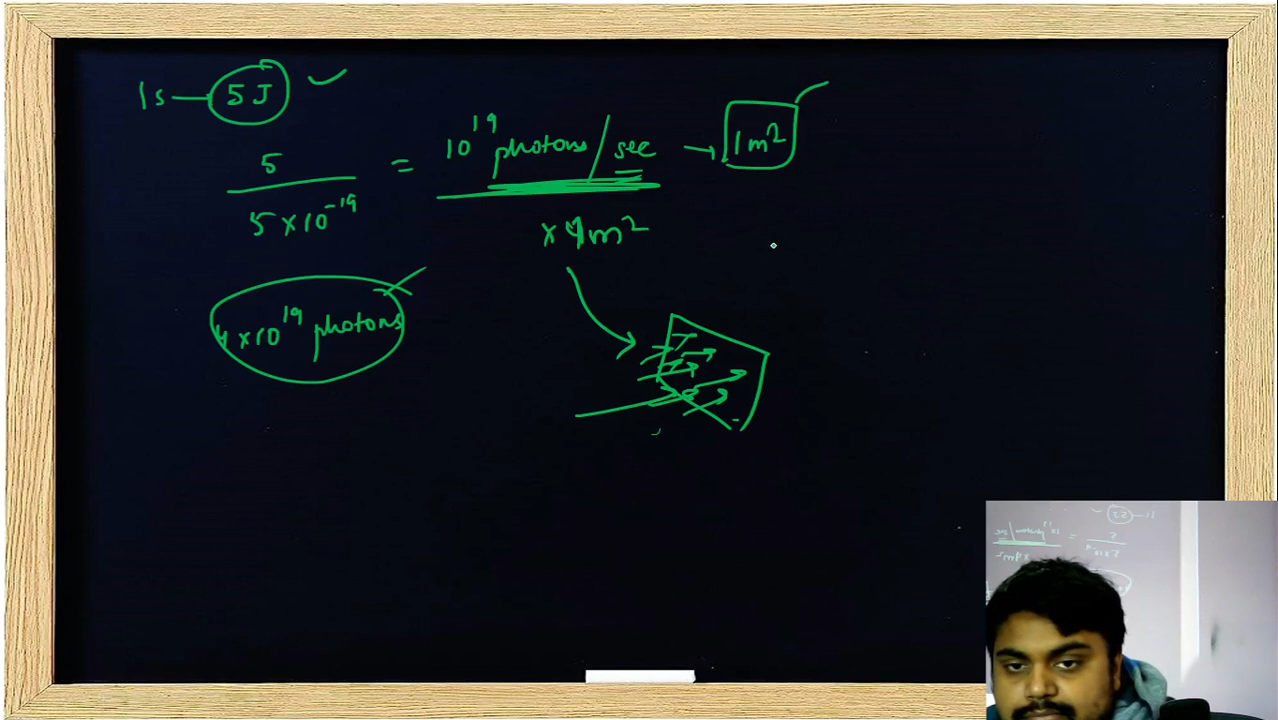 1s — 5J ✓
5 / 5×10⁻¹⁹ = 10¹⁹ photons/sec → 1m²
× 4m²
4×10¹⁹ photons